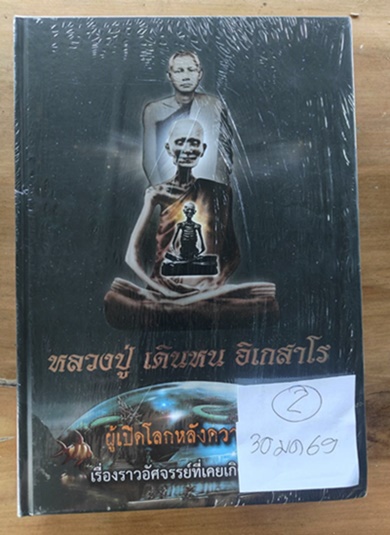 หลวงปู่ เดินหน อิเกสาโร
ผู้เปิดโลกหลังควา
เรื่องราวอัศจรรย์ที่เคยเกิ
2
30 มค 69